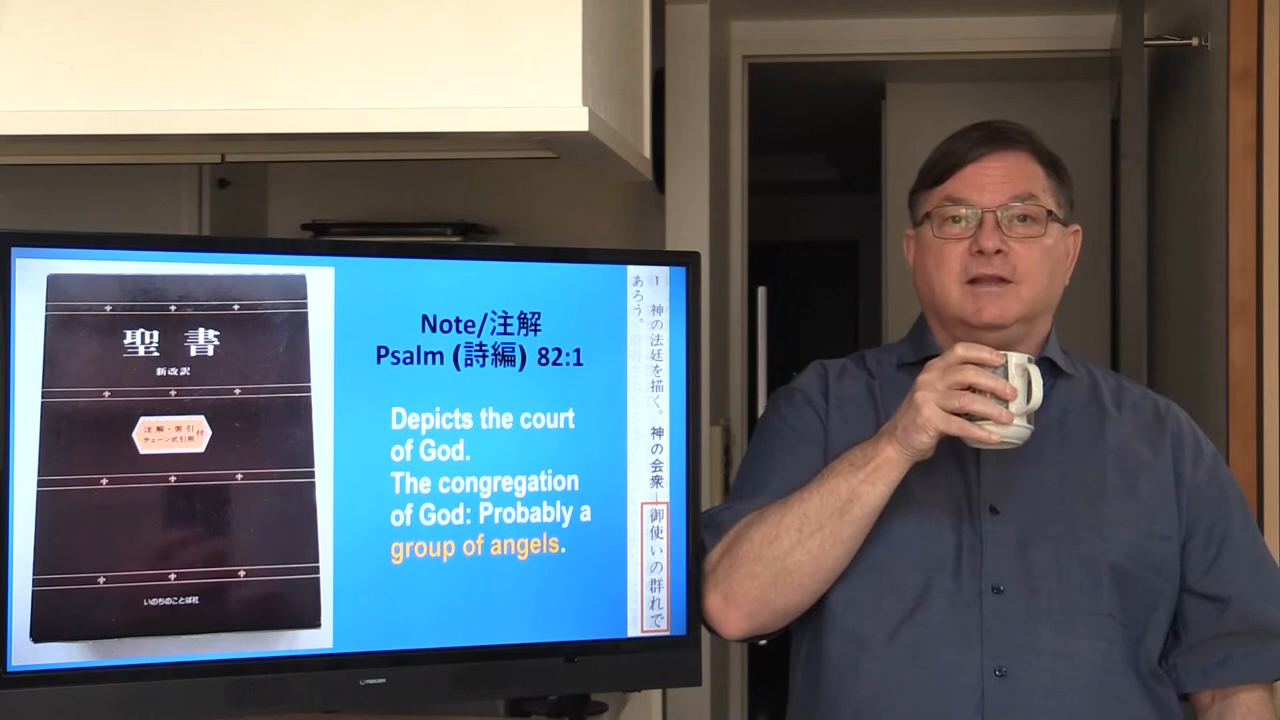 聖書
新改訳
注解・索引
チェーン式引照
付
いのちのことば社
Note/注解
Psalm (詩編) 82:1
Depicts the court
of God.
The congregation
of God: Probably a
group of angels.
1 神の法廷を描く。神の会衆―御使いの群れで
あろう。